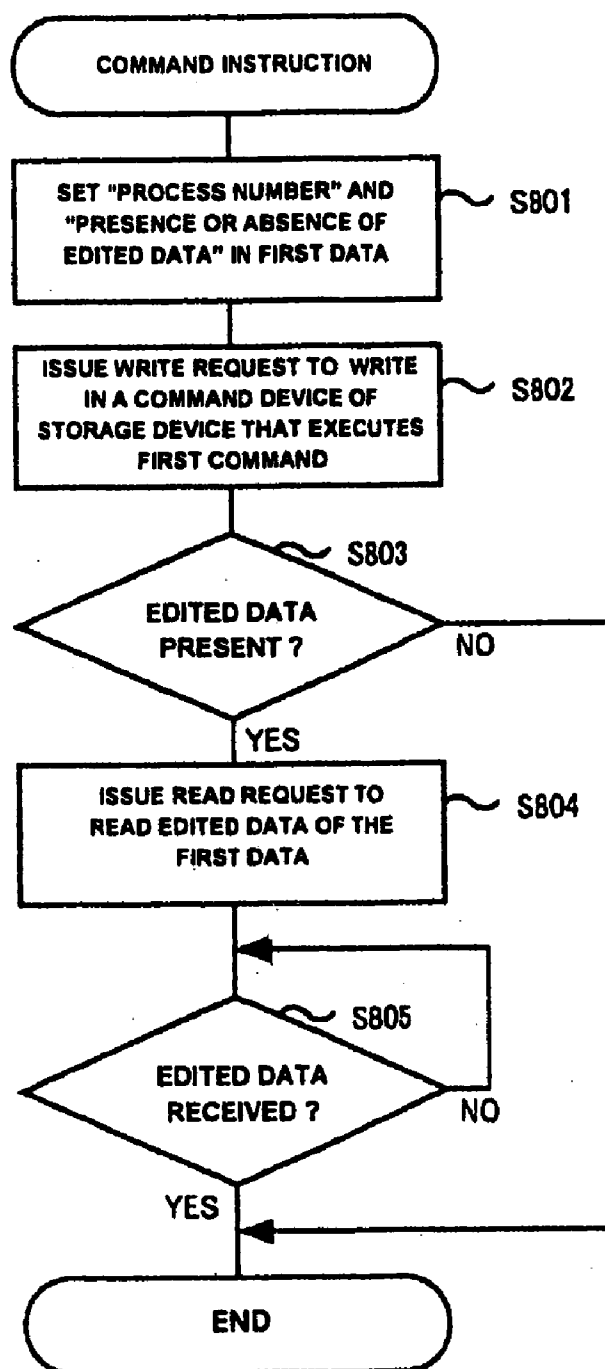 COMMAND INSTRUCTION
SET "PROCESS NUMBER" AND
"PRESENCE OR ABSENCE OF
EDITED DATA" IN FIRST DATA
S801
ISSUE WRITE REQUEST TO WRITE
IN A COMMAND DEVICE OF
STORAGE DEVICE THAT EXECUTES
FIRST COMMAND
S802
S803
EDITED DATA
PRESENT ?
NO
YES
ISSUE READ REQUEST TO
READ EDITED DATA OF THE
FIRST DATA
S804
S805
EDITED DATA
RECEIVED ?
NO
YES
END